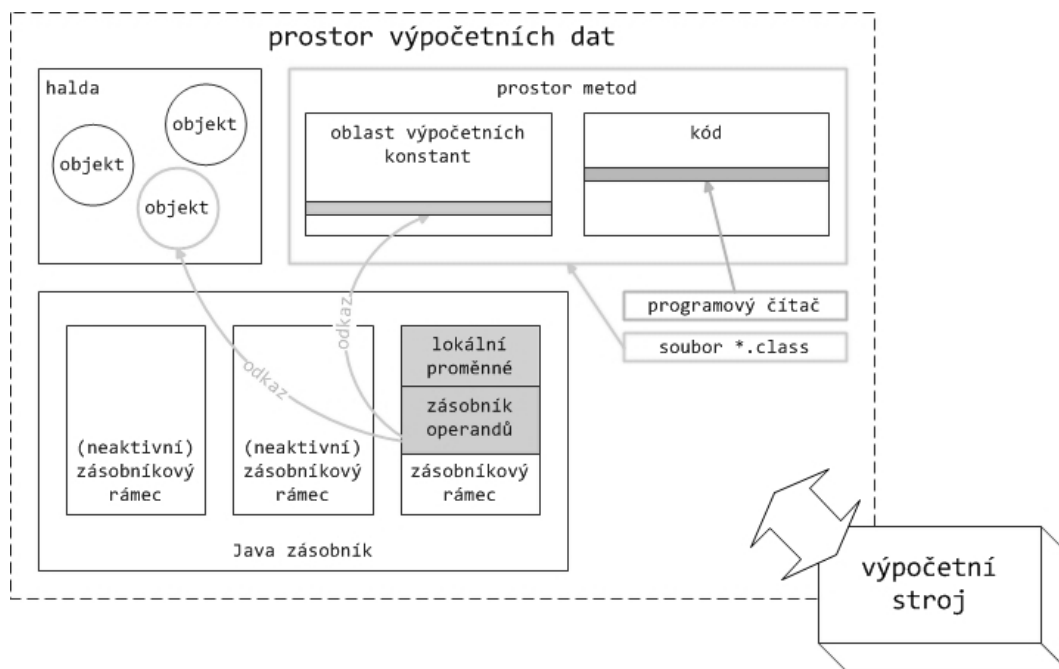 prostor výpočetních dat
halda
objekt
objekt
objekt
prostor metod
oblast výpočetních
konstant
kód
programový čítač
soubor *.class
odkaz
odkaz
(neaktivní)
zásobníkový
rámec
(neaktivní)
zásobníkový
rámec
lokální
proměnné
zásobník
operandů
zásobníkový
rámec
Java zásobník
výpočetní
stroj